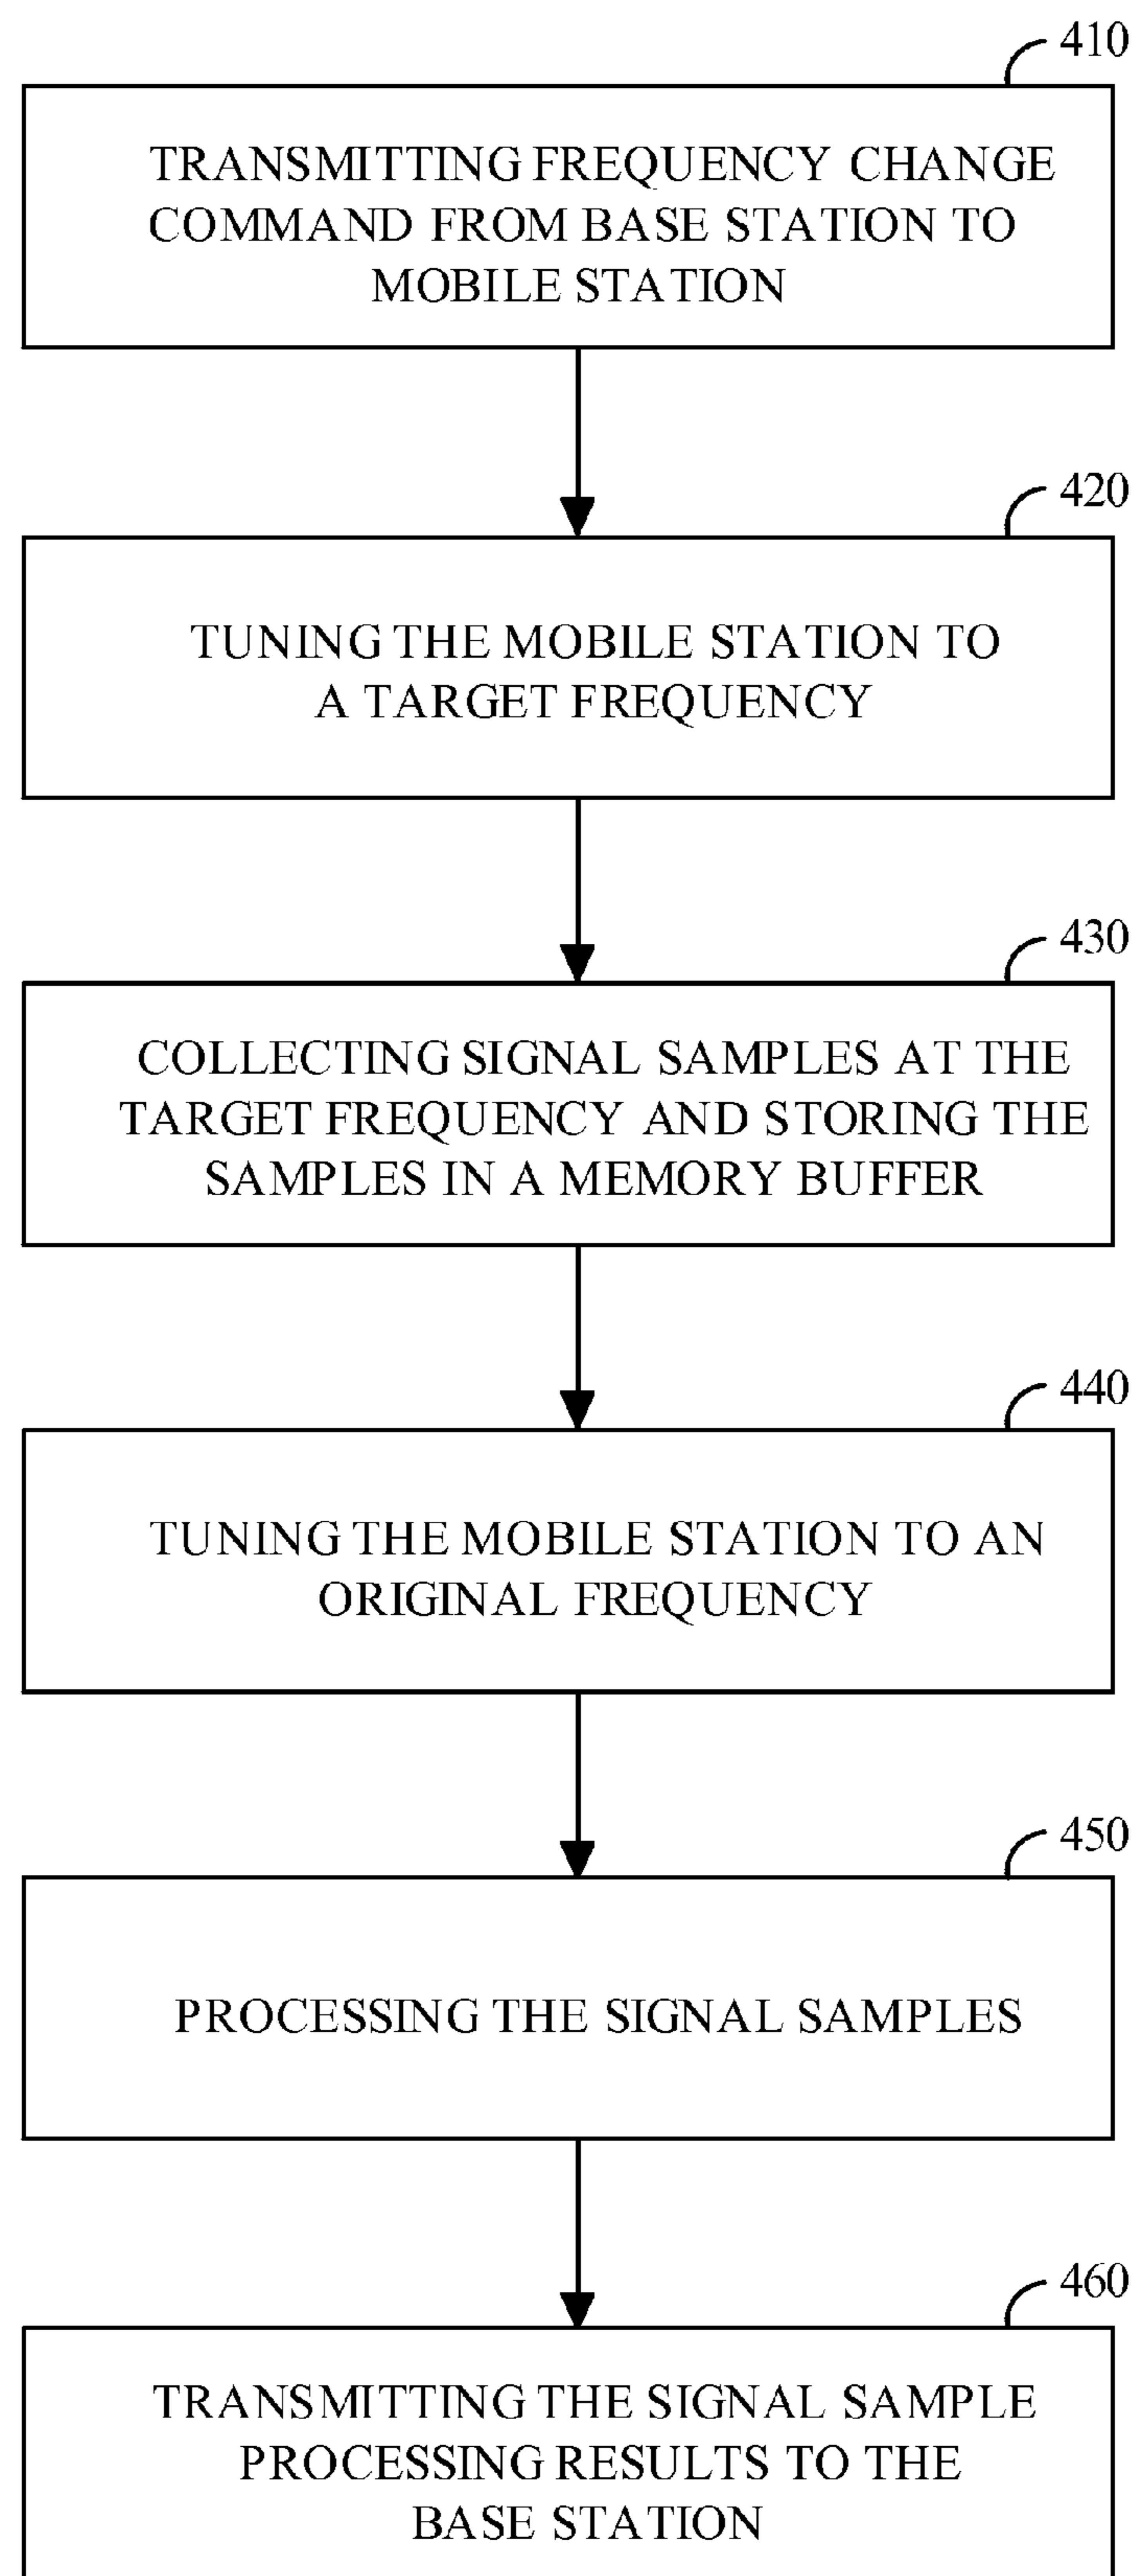 410
TRANSMITTING FREQUENCY CHANGE
COMMAND FROM BASE STATION TO
MOBILE STATION
420
TUNING THE MOBILE STATION TO
A TARGET FREQUENCY
430
COLLECTING SIGNAL SAMPLES AT THE
TARGET FREQUENCY AND STORING THE
SAMPLES IN A MEMORY BUFFER
440
TUNING THE MOBILE STATION TO AN
ORIGINAL FREQUENCY
450
PROCESSING THE SIGNAL SAMPLES
460
TRANSMITTING THE SIGNAL SAMPLE
PROCESSING RESULTS TO THE
BASE STATION